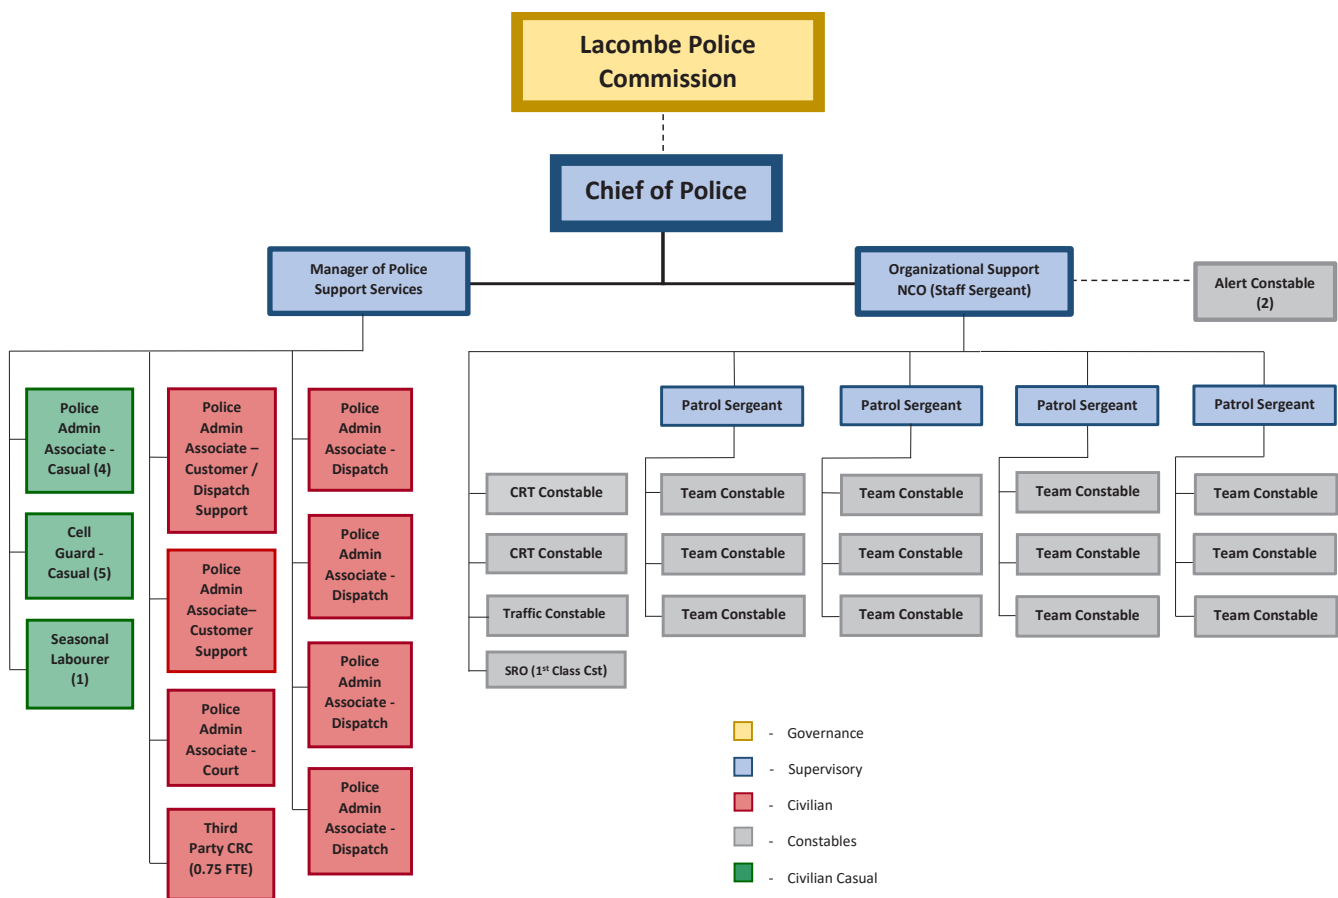 Lacombe Police
Commission
Chief of Police
Manager of Police
Support Services
Organizational Support
NCO (Staff Sergeant)
Alert Constable
(2)
Police
Admin
Associate -
Casual (4)
Cell
Guard -
Casual (5)
Seasonal
Labourer
(1)
Police
Admin
Associate –
Customer /
Dispatch
Support
Police
Admin
Associate–
Customer
Support
Police
Admin
Associate -
Court
Third
Party CRC
(0.75 FTE)
Police
Admin
Associate -
Dispatch
Police
Admin
Associate -
Dispatch
Police
Admin
Associate -
Dispatch
Police
Admin
Associate -
Dispatch
CRT Constable
CRT Constable
Traffic Constable
SRO (1st Class Cst)
Patrol Sergeant
Team Constable
Team Constable
Team Constable
Patrol Sergeant
Team Constable
Team Constable
Team Constable
Patrol Sergeant
Team Constable
Team Constable
Team Constable
Patrol Sergeant
Team Constable
Team Constable
Team Constable
- Governance
- Supervisory
- Civilian
- Constables
- Civilian Casual